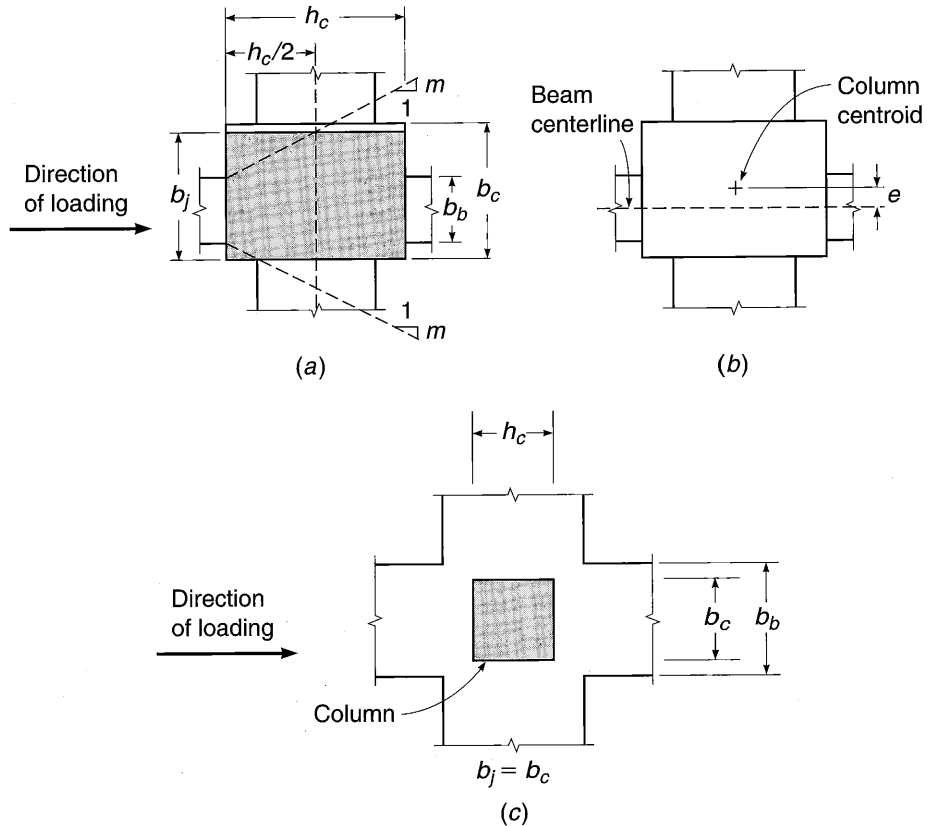 h_c
h_c/2
m
1
Direction
of loading
b_j
b_b
b_c
1
m
(a)
Beam
centerline
Column
centroid
e
(b)
h_c
Direction
of loading
b_c
b_b
Column
b_j = b_c
(c)